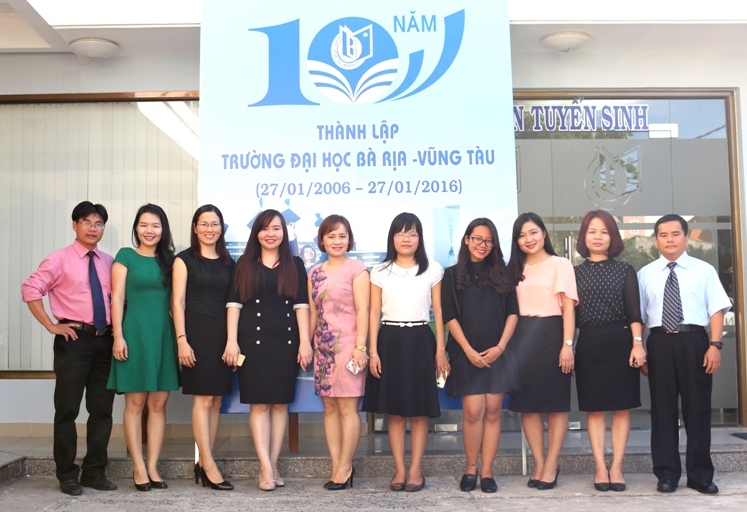 10 NĂM
THÀNH LẬP
TRƯỜNG ĐẠI HỌC BÀ RỊA -VŨNG TÀU
(27/01/2006 – 27/01/2016)
TUYỂN SINH